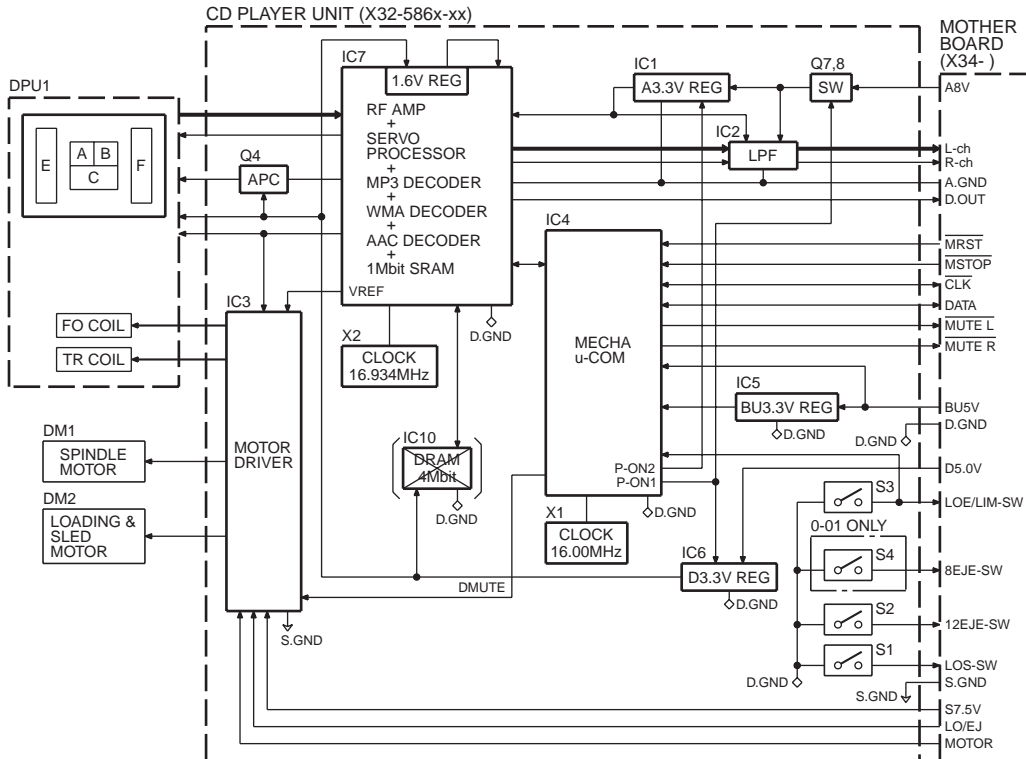 CD PLAYER UNIT (X32-586x-xx)
MOTHER
BOARD
(X34- )
DPU1
E
A
B
C
F
IC7
1.6V REG
RF AMP
+
SERVO
PROCESSOR
+
MP3 DECODER
+
WMA DECODER
+
AAC DECODER
+
1Mbit SRAM
VREF
Q4
APC
IC1
A3.3V REG
Q7,8
SW
IC2
LPF
A8V
L-ch
R-ch
A.GND
D.OUT
MRST
MSTOP
CLK
DATA
MUTE L
MUTE R
BU5V
D.GND
D5.0V
LOE/LIM-SW
8EJE-SW
12EJE-SW
LOS-SW
S.GND
S7.5V
LO/EJ
MOTOR
IC4
MECHA
u-COM
P-ON2
P-ON1
D.GND
X1
CLOCK
16.00MHz
IC5
BU3.3V REG
D.GND
D.GND
IC6
D3.3V REG
D.GND
S3
0-01 ONLY
S4
S2
S1
D.GND
S.GND
D.GND
X2
CLOCK
16.934MHz
IC10
DRAM
4Mbit
D.GND
DMUTE
IC3
MOTOR
DRIVER
S.GND
FO COIL
TR COIL
DM1
SPINDLE
MOTOR
DM2
LOADING &
SLED
MOTOR